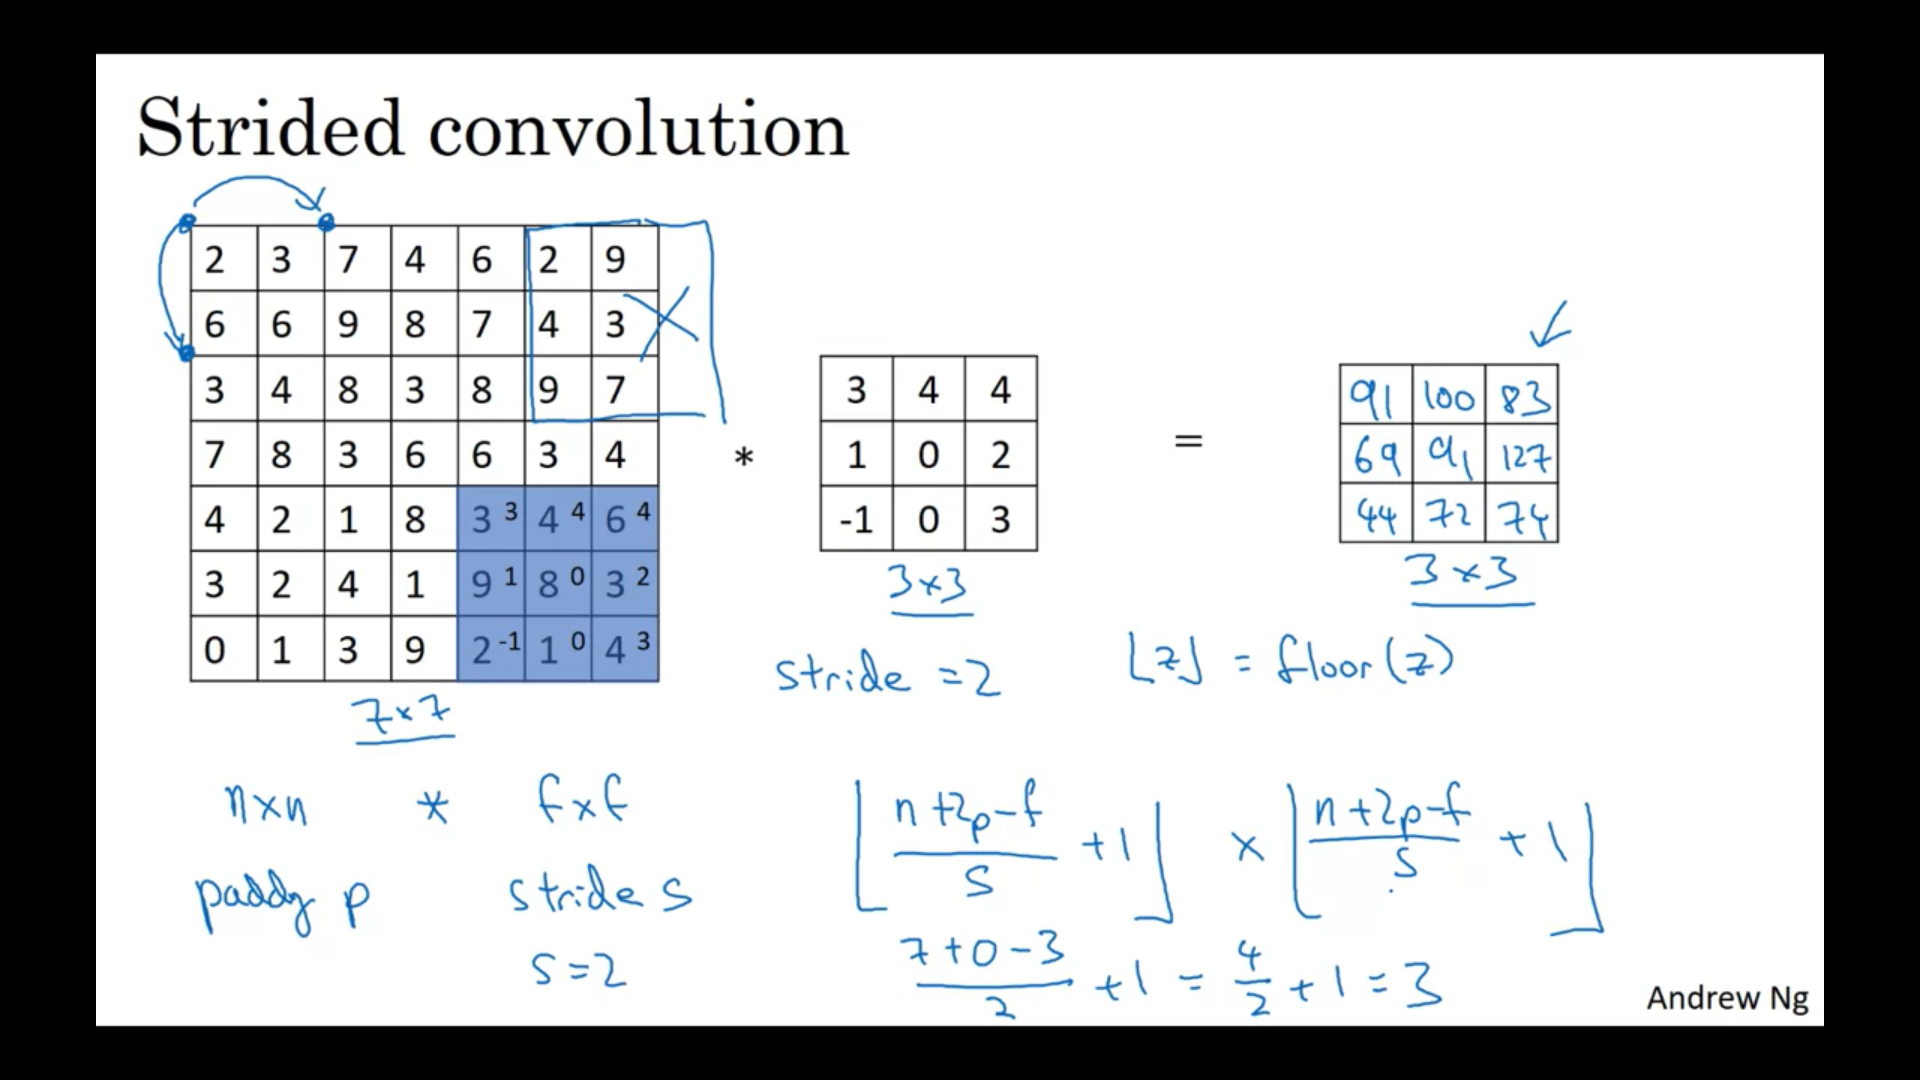 Strided convolution
2 3 7 4 6 2 9
6 6 9 8 7 4 3
3 4 8 3 8 9 7
7 8 3 6 6 3 4
4 2 1 8 3 3 4 4 6 4
3 2 4 1 9 1 8 0 3 2
0 1 3 9 2 -1 1 0 4 3
7×7
*
3 4 4
1 0 2
-1 0 3
3×3
stride =2
=
91 100 83
69 91 127
44 72 74
3×3
⌊z⌋ = floor(z)
n×n * f×f
padding p stride s
s=2
⌊(n+2p-f)/s +1⌋ × ⌊(n+2p-f)/s +1⌋
(7+0-3)/2 +1 = 4/2 +1 = 3
Andrew Ng